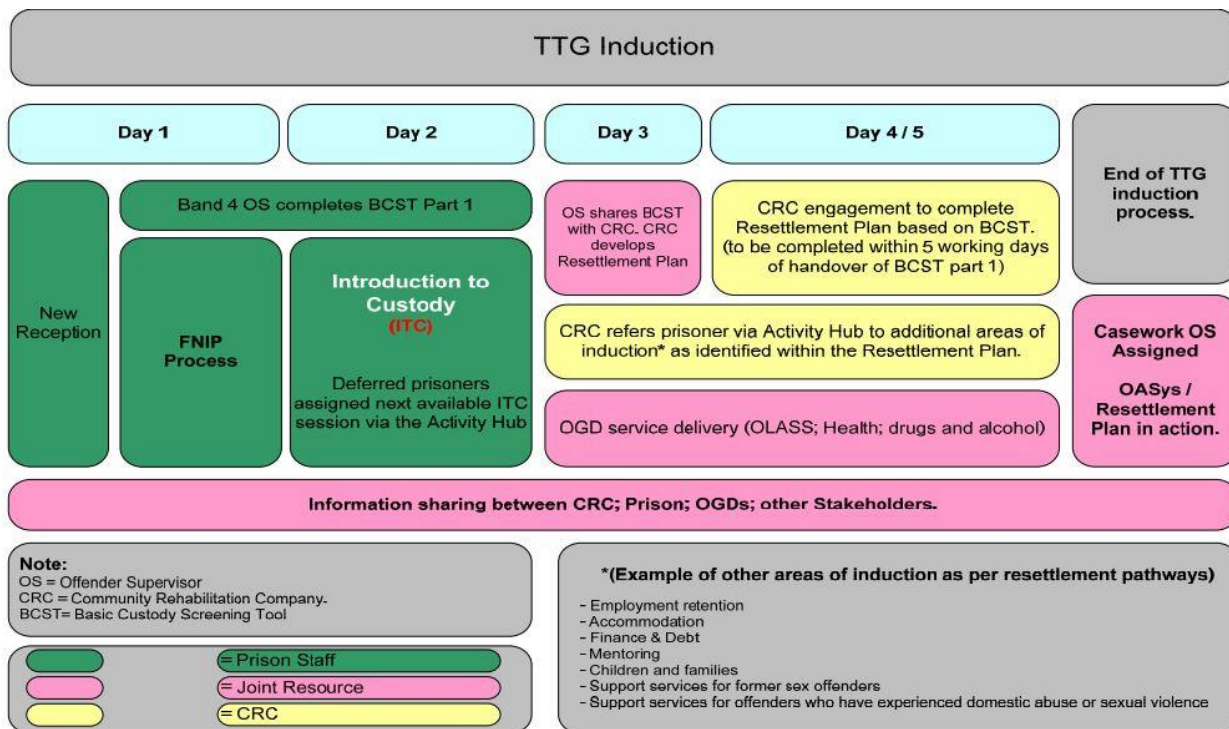 TTG Induction
Day 1
Day 2
Day 3
Day 4 / 5
End of TTG
induction
process.
New
Reception
Band 4 OS completes BCST Part 1
FNIP
Process
Introduction to
Custody
(ITC)
Deferred prisoners
assigned next available ITC
session via the Activity Hub
OS shares BCST
with CRC. CRC
develops
Resettlement Plan
CRC engagement to complete
Resettlement Plan based on BCST.
(to be completed within 5 working days
of handover of BCST part 1)
CRC refers prisoner via Activity Hub to additional areas of
induction* as identified within the Resettlement Plan.
OGD service delivery (OLASS; Health; drugs and alcohol)
Casework OS
Assigned
OASys /
Resettlement
Plan in action.
Information sharing between CRC; Prison; OGDs; other Stakeholders.
Note:
OS = Offender Supervisor
CRC = Community Rehabilitation Company.
BCST= Basic Custody Screening Tool
= Prison Staff
= Joint Resource
= CRC
*(Example of other areas of induction as per resettlement pathways)
- Employment retention
- Accommodation
- Finance & Debt
- Mentoring
- Children and families
- Support services for former sex offenders
- Support services for offenders who have experienced domestic abuse or sexual violence